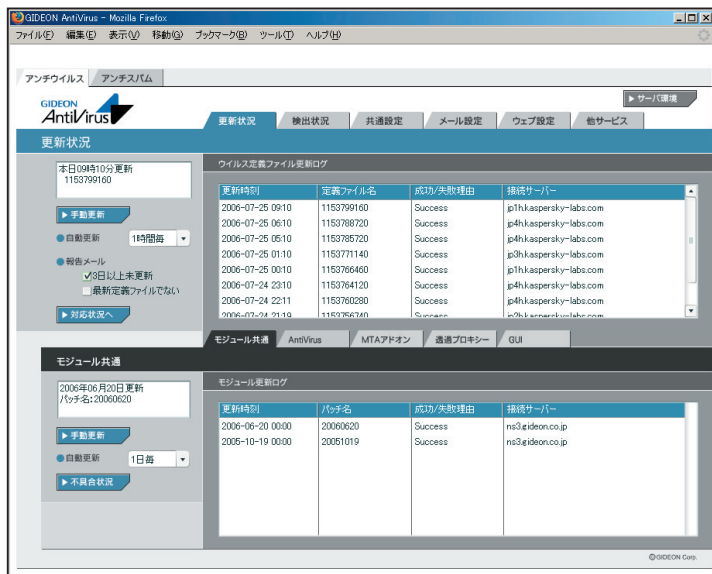 GIDEON AntiVirus - Mozilla Firefox
ファイル(F) 編集(E) 表示(V) 移動(G) ブックマーク(B) ツール(T) ヘルプ(H)
アンチウイルス アンチスパム
▶ サーバ環境
GIDEON
AntiVirus
更新状況 検出状況 共通設定 メール設定 ウェブ設定 他サービス
更新状況
本日09時10分更新
1153799160
▶ 手動更新
●自動更新 1時間毎
●報告メール
3日以上未更新
最新定義ファイルでない
▶ 対応状況へ
ウイルス定義ファイル更新ログ
更新時刻 定義ファイル名 成功/失敗理由 接続サーバー
2006-07-25 09:10 1153799160 Success jp1h.kaspersky-labs.com
2006-07-25 06:10 1153788720 Success jp4h.kaspersky-labs.com
2006-07-25 05:10 1153785720 Success jp4h.kaspersky-labs.com
2006-07-25 01:10 1153771140 Success jp3h.kaspersky-labs.com
2006-07-25 00:10 1153766460 Success jp1h.kaspersky-labs.com
2006-07-24 23:10 1153764120 Success jp4h.kaspersky-labs.com
2006-07-24 22:11 1153760280 Success jp4h.kaspersky-labs.com
2006-07-24 21:19 1153756740 Success jp2h.kaspersky-labs.com
モジュール共通 AntiVirus MTAアドオン 透過プロキシー GUI
モジュール共通
2006年06月20日更新
パッチ名:20060620
▶ 手動更新
●自動更新 1日毎
▶ 不具合状況
モジュール更新ログ
更新時刻 パッチ名 成功/失敗理由 接続サーバー
2006-06-20 00:00 20060620 Success ns3.gideon.co.jp
2005-10-19 00:00 20051019 Success ns3.gideon.co.jp
©GIDEON Corp.